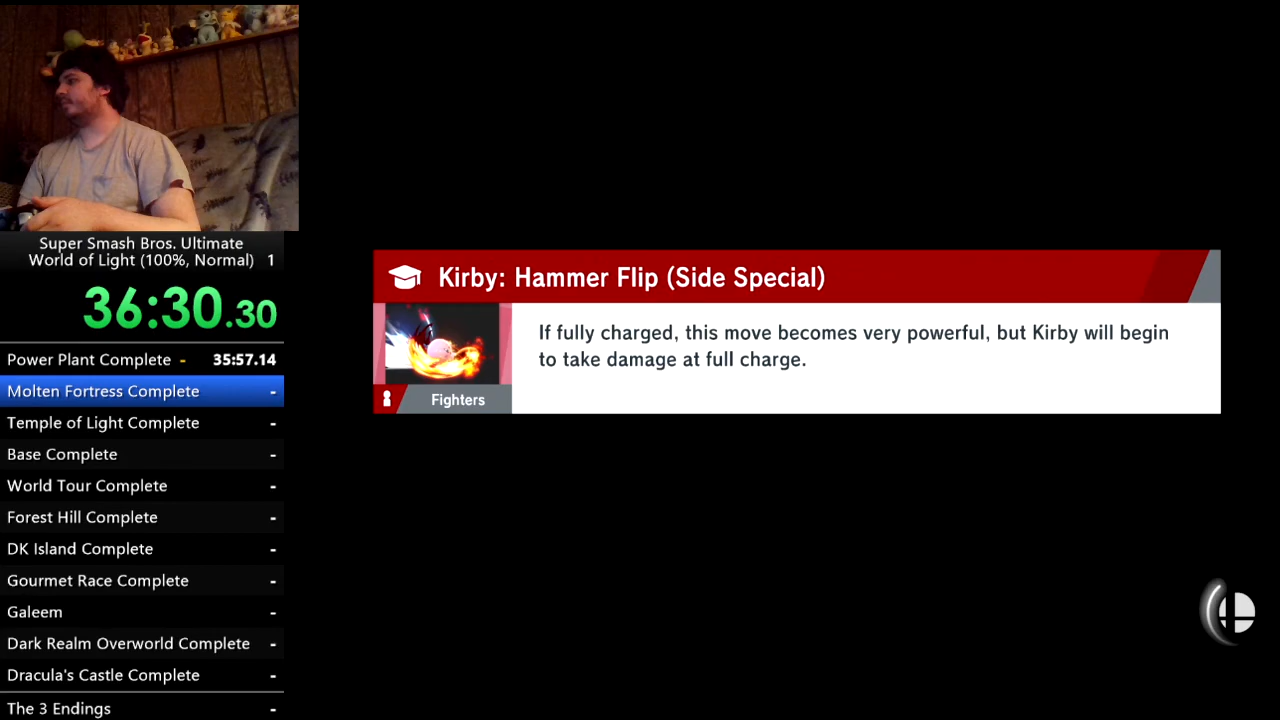 Super Smash Bros. Ultimate
World of Light (100%, Normal) 1
36:30.30
Power Plant Complete - 35:57.14
Molten Fortress Complete -
Temple of Light Complete -
Base Complete -
World Tour Complete -
Forest Hill Complete -
DK Island Complete -
Gourmet Race Complete -
Galeem -
Dark Realm Overworld Complete -
Dracula's Castle Complete -
The 3 Endings -
Kirby: Hammer Flip (Side Special)
If fully charged, this move becomes very powerful, but Kirby will begin
to take damage at full charge.
Fighters